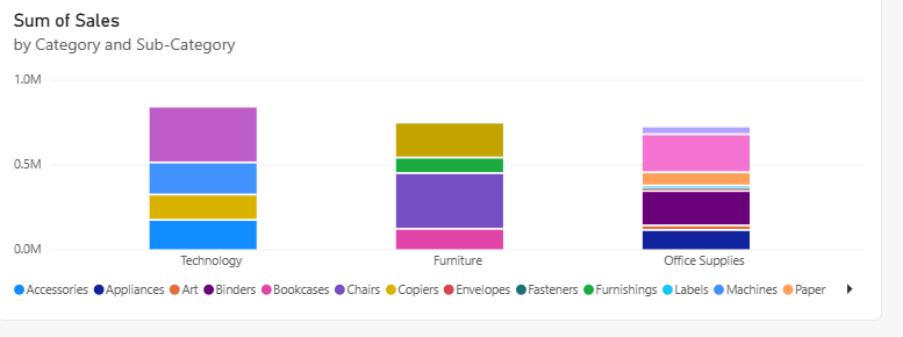 Sum of Sales
by Category and Sub-Category
1.0M
0.5M
0.0M
Technology Furniture Office Supplies
Accessories Appliances Art Binders Bookcases Chairs Copiers Envelopes Fasteners Furnishings Labels Machines Paper